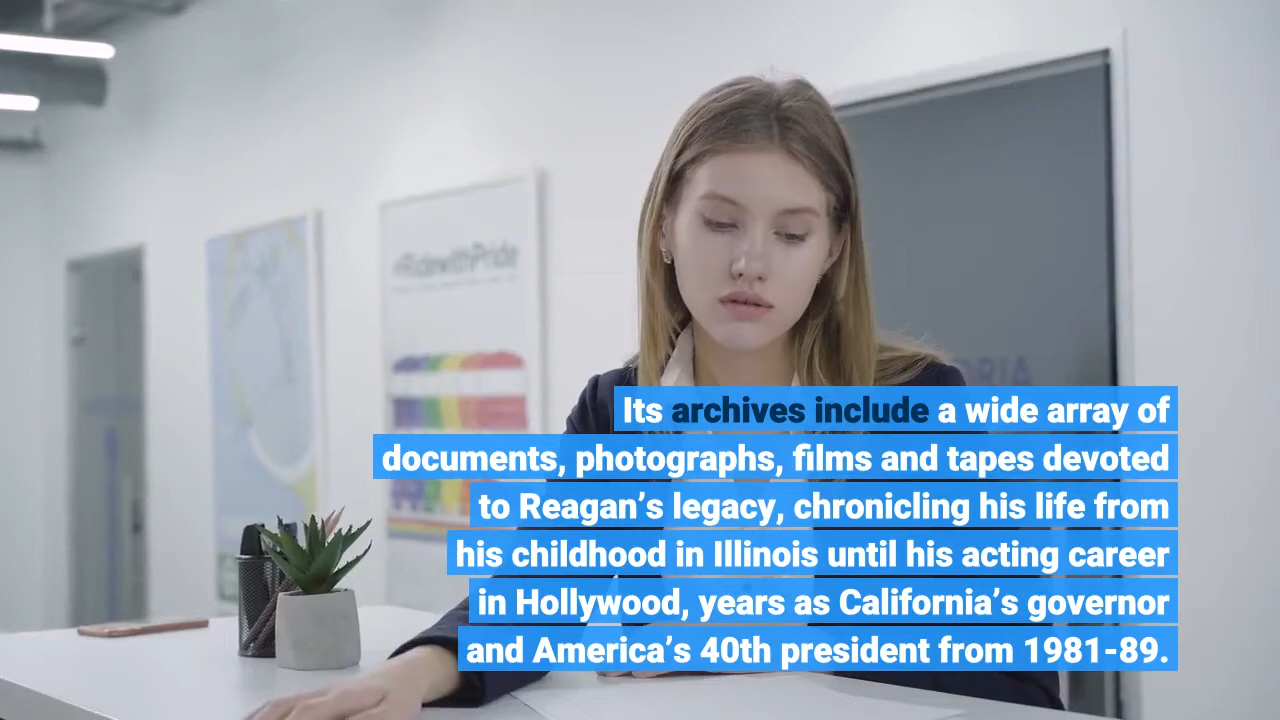 #RidewithPride
ORIA
Its archives include a wide array of
documents, photographs, films and tapes devoted
to Reagan’s legacy, chronicling his life from
his childhood in Illinois until his acting career
in Hollywood, years as California’s governor
and America’s 40th president from 1981-89.